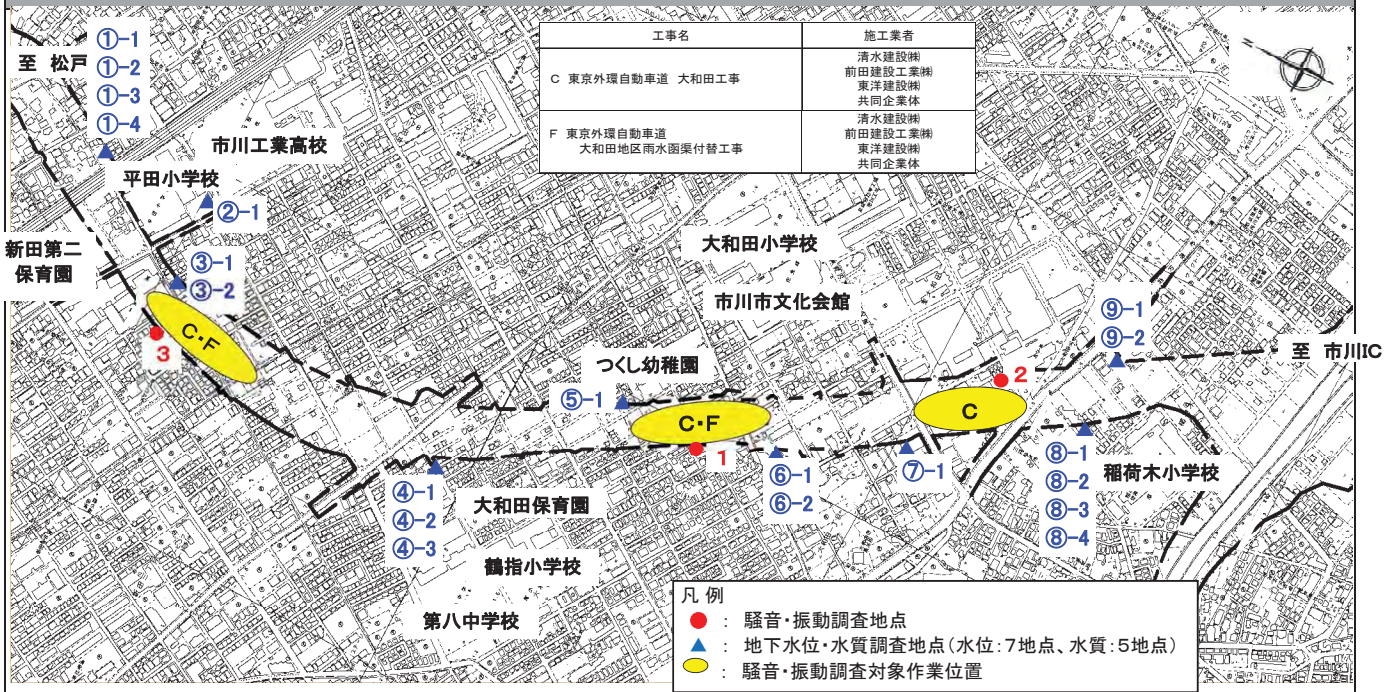 工事名
施工業者
C 東京外環自動車道 大和田工事
清水建設㈱
前田建設工業㈱
東洋建設㈱
共同企業体
F 東京外環自動車道
大和田地区雨水函渠付替工事
清水建設㈱
前田建設工業㈱
東洋建設㈱
共同企業体
至 松戸
①-1
①-2
①-3
①-4
市川工業高校
平田小学校
②-1
新田第二
保育園
③-1
③-2
C・F
3
大和田小学校
市川市文化会館
つくし幼稚園
⑤-1
C・F
1
C
2
⑨-1
⑨-2
至 市川IC
④-1
④-2
④-3
大和田保育園
鶴指小学校
第八中学校
⑥-1
⑥-2
⑦-1
⑧-1
⑧-2
⑧-3
⑧-4
稲荷木小学校
凡 例
： 騒音・振動調査地点
： 地下水位・水質調査地点（水位：7地点、水質：5地点）
： 騒音・振動調査対象作業位置